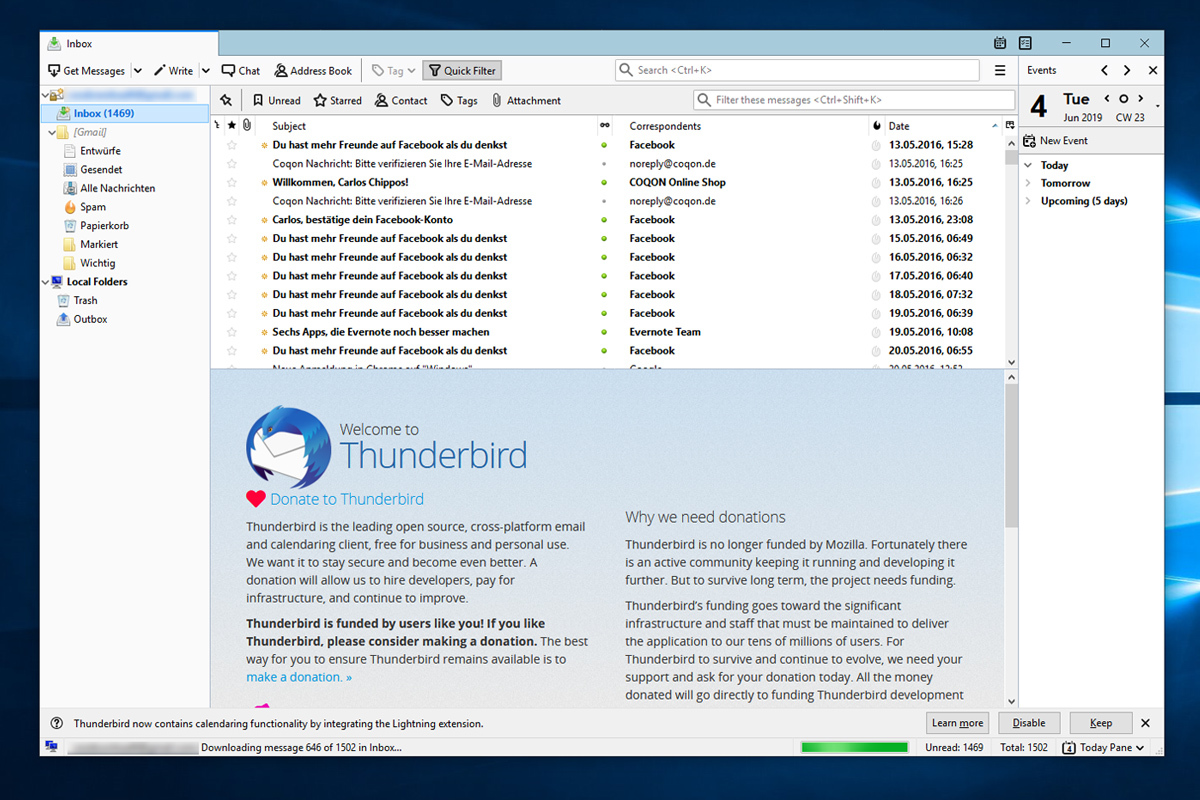 Inbox
Get Messages
Write
Chat
Address Book
Tag
Quick Filter
Search <Ctrl+K>
Events
Unread
Starred
Contact
Tags
Attachment
Filter these messages <Ctrl+Shift+K>
4
Tue
Jun 2019
CW 23
New Event
Today
Tomorrow
Upcoming (5 days)
Inbox (1469)
[Gmail]
Entwürfe
Gesendet
Alle Nachrichten
Spam
Papierkorb
Markiert
Wichtig
Local Folders
Trash
Outbox
Subject Correspondents Date
Du hast mehr Freunde auf Facebook als du denkst Facebook 13.05.2016, 15:28
Coqon Nachricht: Bitte verifizieren Sie Ihre E-Mail-Adresse noreply@coqon.de 13.05.2016, 16:25
Willkommen, Carlos Chippos! COQON Online Shop 13.05.2016, 16:25
Coqon Nachricht: Bitte verifizieren Sie Ihre E-Mail-Adresse noreply@coqon.de 13.05.2016, 16:26
Carlos, bestätige dein Facebook-Konto Facebook 13.05.2016, 23:08
Du hast mehr Freunde auf Facebook als du denkst Facebook 15.05.2016, 06:49
Du hast mehr Freunde auf Facebook als du denkst Facebook 16.05.2016, 06:32
Du hast mehr Freunde auf Facebook als du denkst Facebook 17.05.2016, 06:40
Du hast mehr Freunde auf Facebook als du denkst Facebook 18.05.2016, 07:32
Du hast mehr Freunde auf Facebook als du denkst Facebook 19.05.2016, 06:39
Sechs Apps, die Evernote noch besser machen Evernote Team 19.05.2016, 10:08
Du hast mehr Freunde auf Facebook als du denkst Facebook 20.05.2016, 06:55
Neue Anmeldung in Chrome auf "Windows" Google 20.05.2016,
Welcome to
Thunderbird
Donate to Thunderbird
Thunderbird is the leading open source, cross-platform email
and calendaring client, free for business and personal use.
We want it to stay secure and become even better. A
donation will allow us to hire developers, pay for
infrastructure, and continue to improve.
Thunderbird is funded by users like you! If you like
Thunderbird, please consider making a donation. The best
way for you to ensure Thunderbird remains available is to
make a donation. »
Why we need donations
Thunderbird is no longer funded by Mozilla. Fortunately there
is an active community keeping it running and developing it
further. But to survive long term, the project needs funding.
Thunderbird's funding goes toward the significant
infrastructure and staff that must be maintained to deliver
the application to our tens of millions of users. For
Thunderbird to survive and continue to evolve, we need your
support and ask for your donation today. All the money
donated will go directly to funding Thunderbird development
Thunderbird now contains calendaring functionality by integrating the Lightning extension.
Learn more
Disable
Keep
Downloading message 646 of 1502 in Inbox...
Unread: 1469
Total: 1502
4
Today Pane